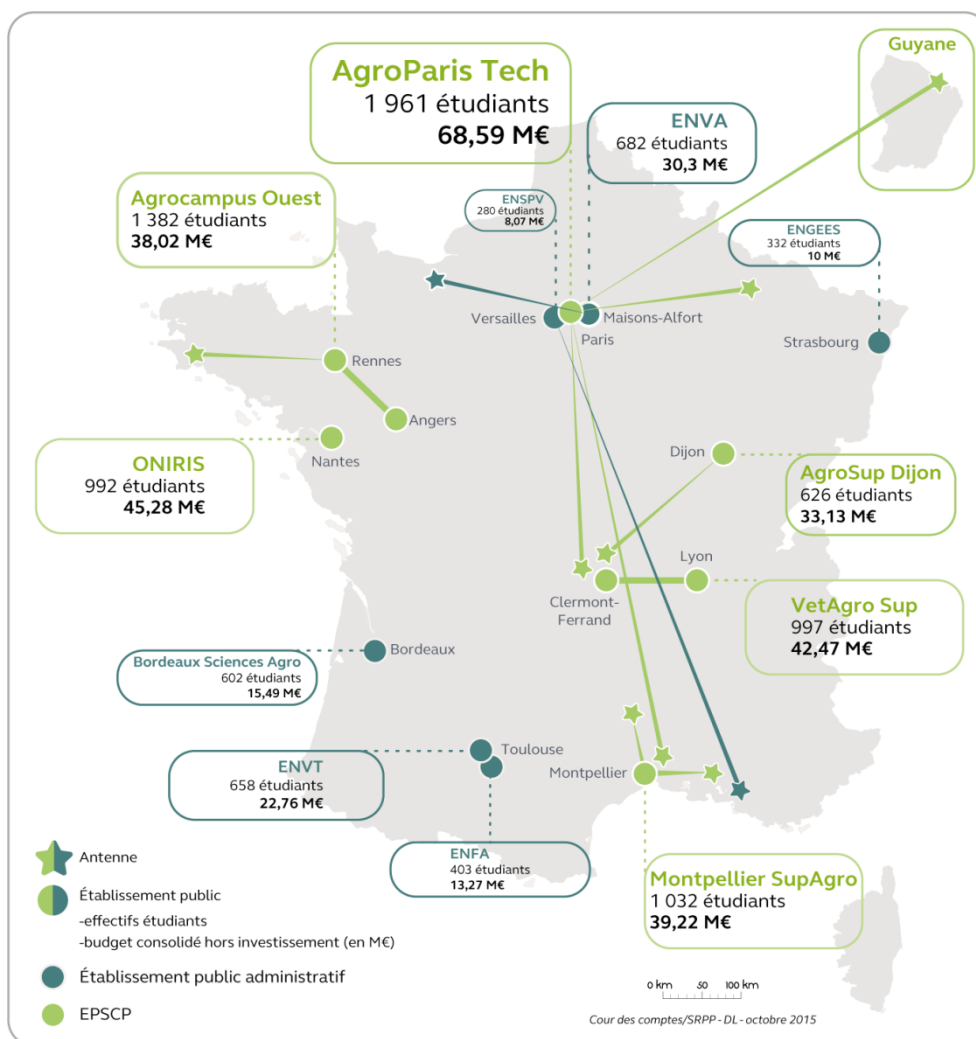 Guyane
AgroParis Tech
1 961 étudiants
68,59 M€
ENVA
682 étudiants
30,3 M€
Agrocampus Ouest
1 382 étudiants
38,02 M€
ENSPV
280 étudiants
8,07 M€
ENGEES
332 étudiants
10 M€
Versailles
Maisons-Alfort
Paris
Strasbourg
Rennes
Angers
Nantes
ONIRIS
992 étudiants
45,28 M€
Dijon
AgroSup Dijon
626 étudiants
33,13 M€
Lyon
Clermont-
Ferrand
VetAgro Sup
997 étudiants
42,47 M€
Bordeaux
Bordeaux Sciences Agro
602 étudiants
15,49 M€
Toulouse
Montpellier
ENVT
658 étudiants
22,76 M€
ENFA
403 étudiants
13,27 M€
Montpellier SupAgro
1 032 étudiants
39,22 M€
Antenne
Établissement public
-effectifs étudiants
-budget consolidé hors investissement (en M€)
Établissement public administratif
EPSCP
0 km 50 100 km
Cour des comptes/SRPP - DL - octobre 2015